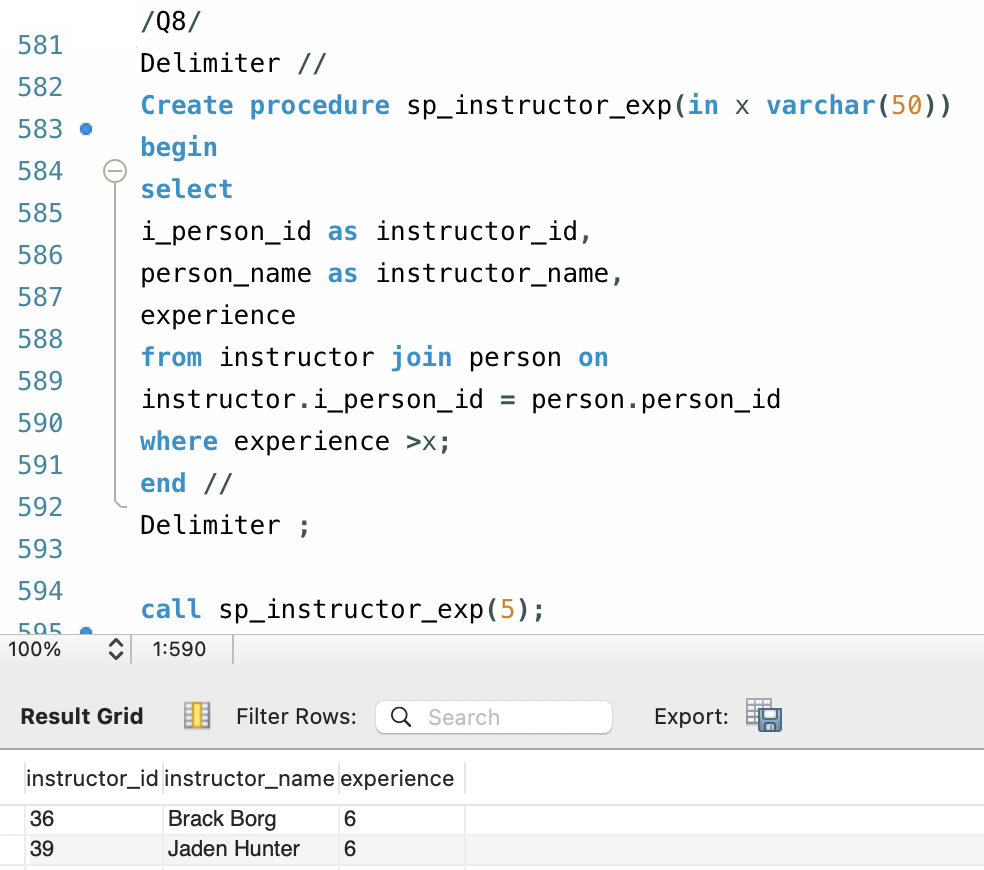 /Q8/
581
Delimiter //
582
Create procedure sp_instructor_exp(in x varchar(50))
583
begin
584
select
585
i_person_id as instructor_id,
586
person_name as instructor_name,
587
experience
588
from instructor join person on
589
instructor.i_person_id = person.person_id
590
where experience >x;
591
end //
592
Delimiter ;
593
594
call sp_instructor_exp(5);
595
100% 1:590
Result Grid Filter Rows: Search Export:
instructor_id instructor_name experience
36 Brack Borg 6
39 Jaden Hunter 6